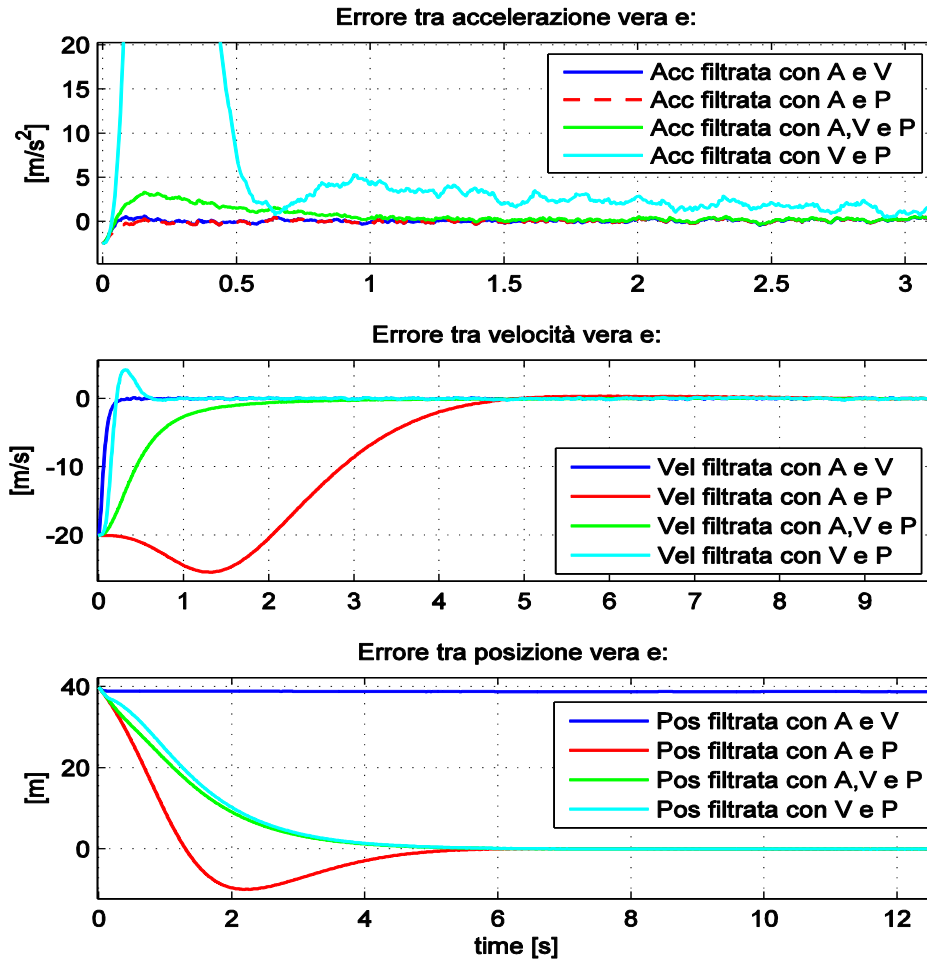 Errore tra accelerazione vera e:
20
15
10
5
0
[m/s²]
Acc filtrata con A e V
Acc filtrata con A e P
Acc filtrata con A,V e P
Acc filtrata con V e P
0 0.5 1 1.5 2 2.5 3
Errore tra velocità vera e:
0
-10
-20
[m/s]
Vel filtrata con A e V
Vel filtrata con A e P
Vel filtrata con A,V e P
Vel filtrata con V e P
0 1 2 3 4 5 6 7 8 9
Errore tra posizione vera e:
40
20
0
[m]
Pos filtrata con A e V
Pos filtrata con A e P
Pos filtrata con A,V e P
Pos filtrata con V e P
0 2 4 6 8 10 12
time [s]